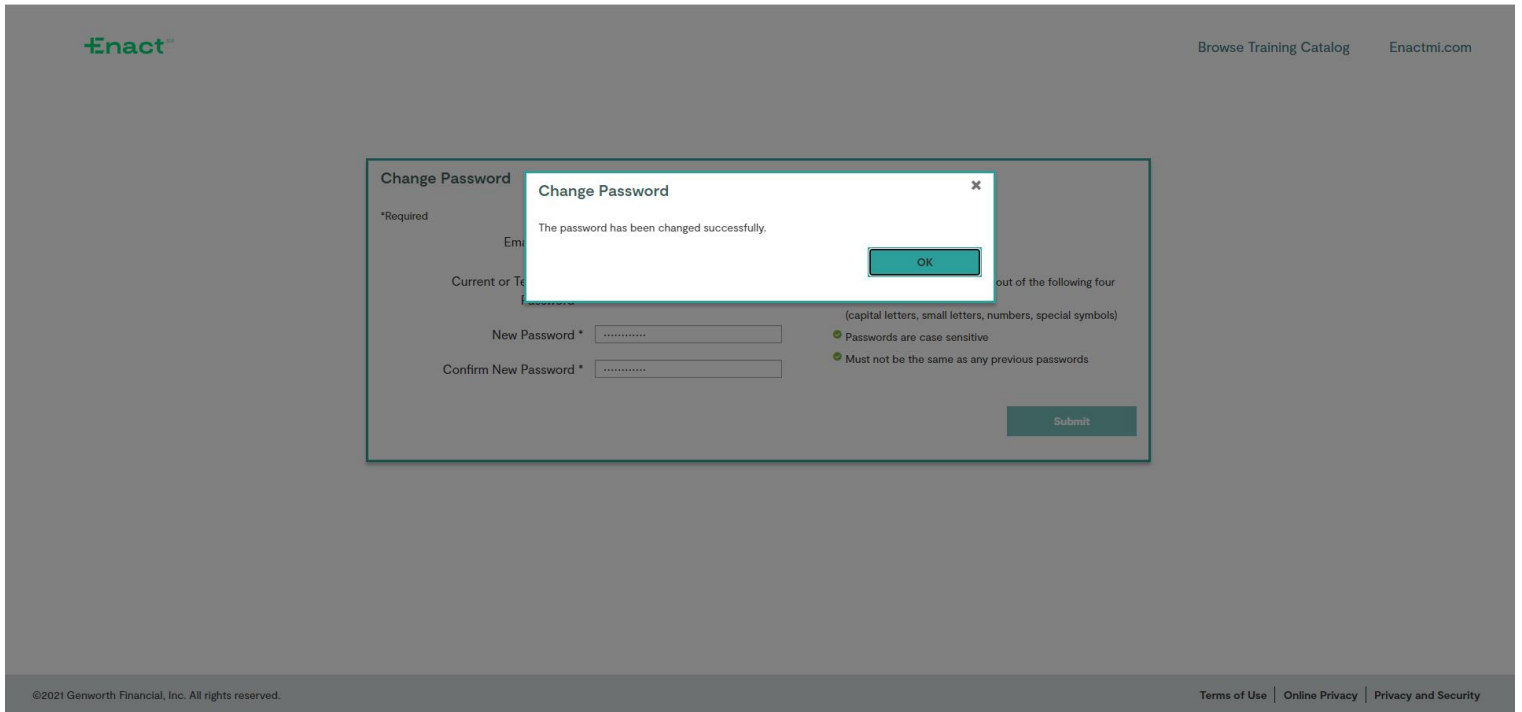 Enact
Browse Training Catalog Enactmi.com
Change Password
*Required
Change Password
The password has been changed successfully.
OK
Current or
out of the following four
(capital letters, small letters, numbers, special symbols)
New Password *
Passwords are case sensitive
Must not be the same as any previous passwords
Confirm New Password *
Submit
©2021 Genworth Financial, Inc. All rights reserved.
Terms of Use | Online Privacy | Privacy and Security